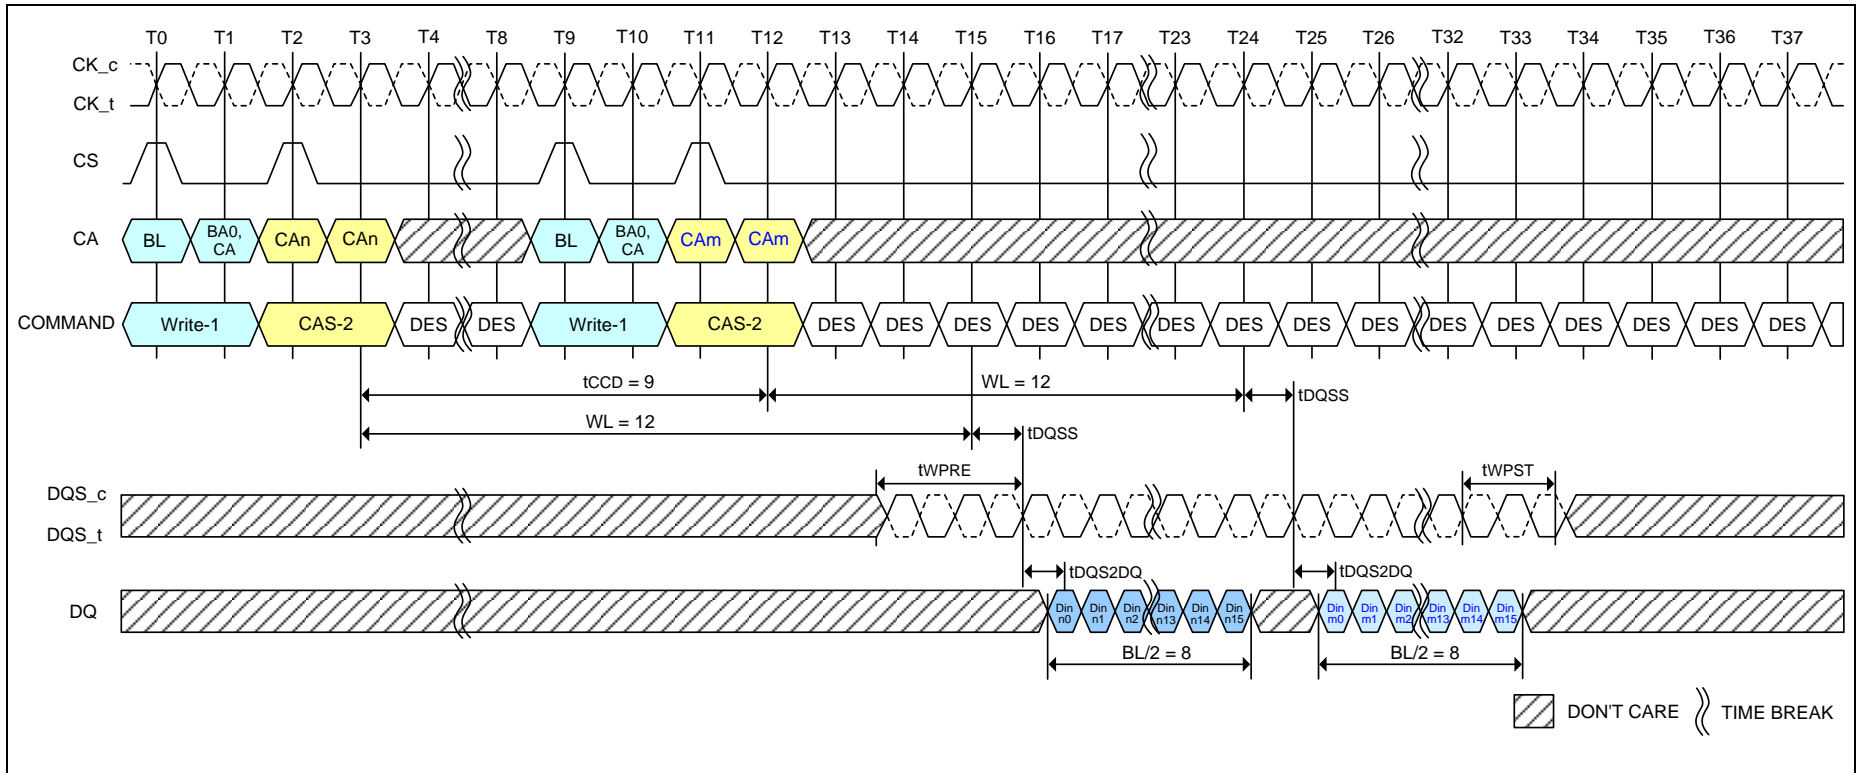 T0 T1 T2 T3 T4 T8 T9 T10 T11 T12 T13 T14 T15 T16 T17 T23 T24 T25 T26 T32 T33 T34 T35 T36 T37
CK_c
CK_t
CS
CA BL BA0, CA CAn CAn BL BA0, CA CAm CAm
COMMAND Write-1 CAS-2 DES DES Write-1 CAS-2 DES DES DES DES DES DES DES DES DES DES DES DES DES DES DES
tCCD = 9 WL = 12 tDQSS
WL = 12 tDQSS
tWPRE tWPST
DQS_c
DQS_t
tDQS2DQ tDQS2DQ
DQ Din n0 Din n1 Din n2 Din n13 Din n14 Din n15 Din m0 Din m1 Din m2 Din m13 Din m14 Din m15
BL/2 = 8 BL/2 = 8
DON'T CARE TIME BREAK